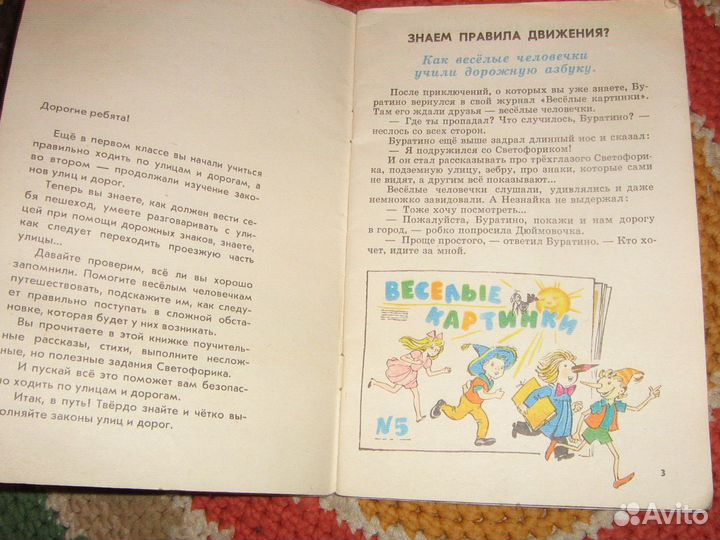 Дорогие ребята!
Ещё в первом классе вы начали учиться
правильно ходить по улицам и дорогам, а
во втором — продолжали изучение зако-
нов улиц и дорог.
Теперь вы знаете, как должен вести се-
бя пешеход, умеете разговаривать с ули-
цей при помощи дорожных знаков, знаете,
как следует переходить проезжую часть
улицы...
Давайте проверим, всё ли вы хорошо
запомнили. Помогите весёлым человечкам
путешествовать, подскажите им, как следу-
ет правильно поступать в сложной обста-
новке, которая будет у них возникать.
Вы прочитаете в этой книжке поучитель-
ные рассказы, стихи, выполните неслож-
ные, но полезные задания Светофорика.
И пускай всё это поможет вам безопас-
но ходить по улицам и дорогам.
Итак, в путь! Твёрдо знайте и чётко вы-
полняйте законы улиц и дорог.
ЗНАЕМ ПРАВИЛА ДВИЖЕНИЯ?
Как весёлые человечки
учили дорожную азбуку.
После приключений, о которых вы уже знаете, Бу-
ратино вернулся в свой журнал «Весёлые картинки».
Там его ждали друзья — весёлые человечки.
— Где ты пропадал? Что случилось, Буратино? —
неслось со всех сторон.
Буратино ещё выше задрал длинный нос и сказал:
— Я подружился со Светофориком!
И он стал рассказывать про трёхглазого Светофори-
ка, подземную улицу, зебру, про знаки, которые сами
не видят, а другим всё показывают...
Весёлые человечки слушали, удивлялись и даже
немножко завидовали. А Незнайка не выдержал:
— Тоже хочу посмотреть...
— Пожалуйста, Буратино, покажи и нам дорогу
в город, — робко попросила Дюймовочка.
— Проще простого, — ответил Буратино. — Кто хо-
чет, идите за мной.
ВЕСЕЛЫЕ
КАРТИНКИ
№5
3
Avito